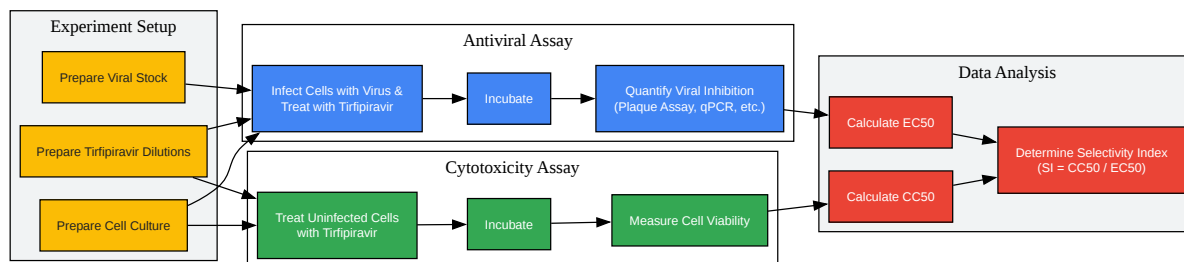 Experiment Setup
Prepare Viral Stock
Prepare Tirfipiravir Dilutions
Prepare Cell Culture
Antiviral Assay
Infect Cells with Virus &
Treat with Tirfipiravir
Incubate
Quantify Viral Inhibition
(Plaque Assay, qPCR, etc.)
Cytotoxicity Assay
Treat Uninfected Cells
with Tirfipiravir
Incubate
Measure Cell Viability
Data Analysis
Calculate EC50
Calculate CC50
Determine Selectivity Index
(SI = CC50 / EC50)